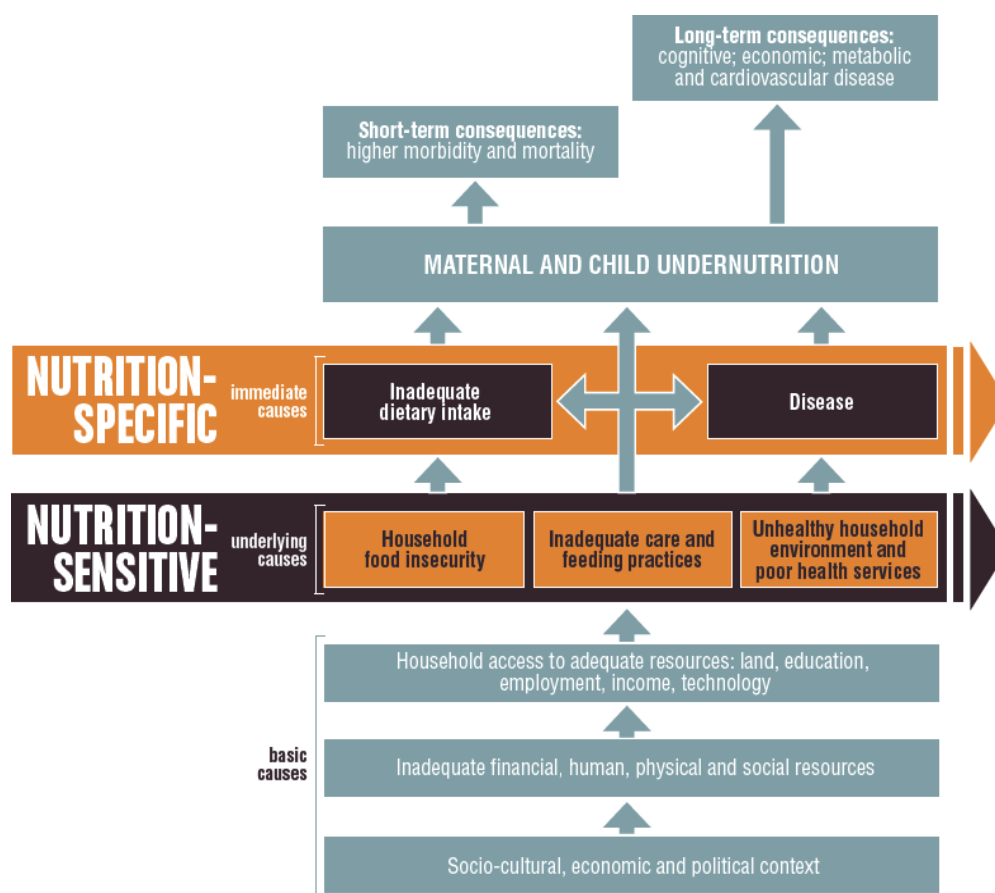 Long-term consequences:
cognitive; economic; metabolic
and cardiovascular disease
Short-term consequences:
higher morbidity and mortality
MATERNAL AND CHILD UNDERNUTRITION
NUTRITION-
SPECIFIC
immediate
causes
Inadequate
dietary intake
Disease
NUTRITION-
SENSITIVE
underlying
causes
Household
food insecurity
Inadequate care and
feeding practices
Unhealthy household
environment and
poor health services
basic
causes
Household access to adequate resources: land, education,
employment, income, technology
Inadequate financial, human, physical and social resources
Socio-cultural, economic and political context